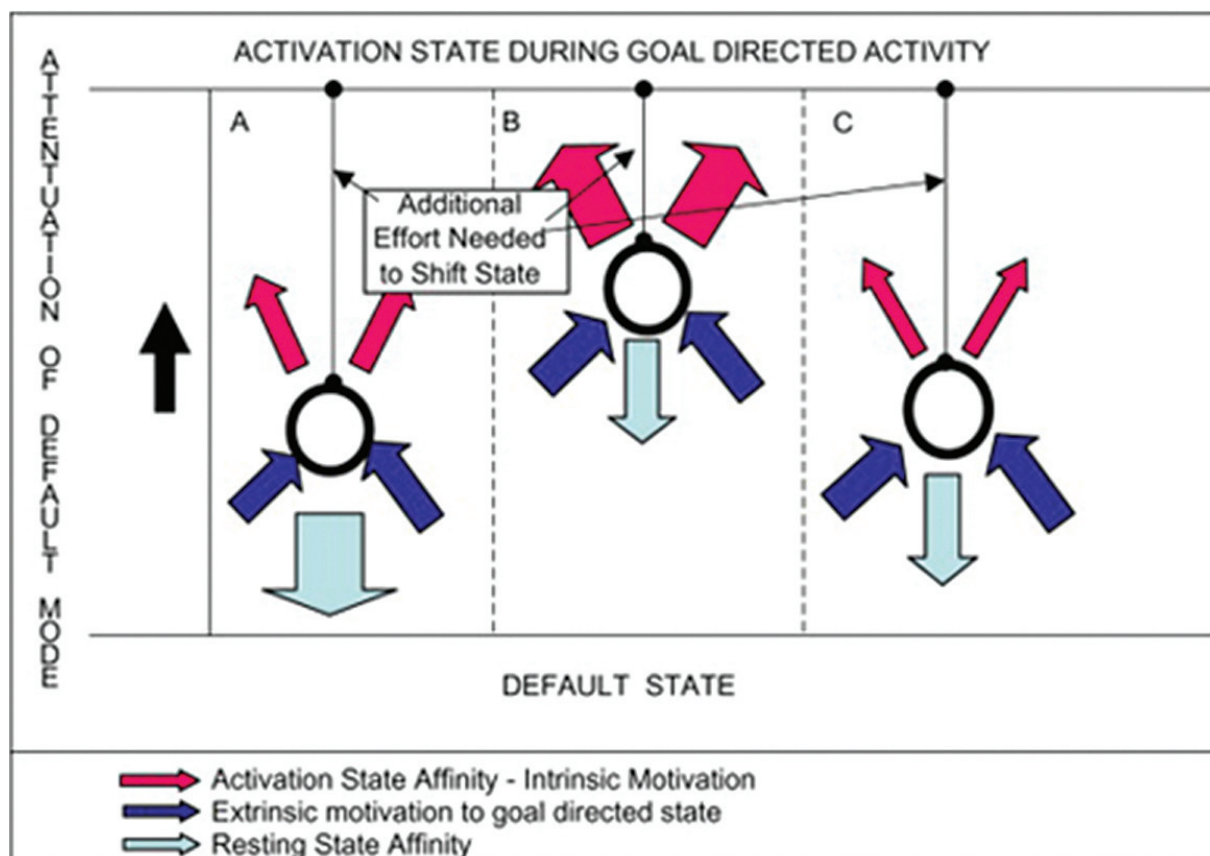 ACTIVATION STATE DURING GOAL DIRECTED ACTIVITY
ATTENTUATION OF DEFAULT MODE
A
B
C
Additional
Effort Needed
to Shift State
DEFAULT STATE
Activation State Affinity - Intrinsic Motivation
Extrinsic motivation to goal directed state
Resting State Affinity